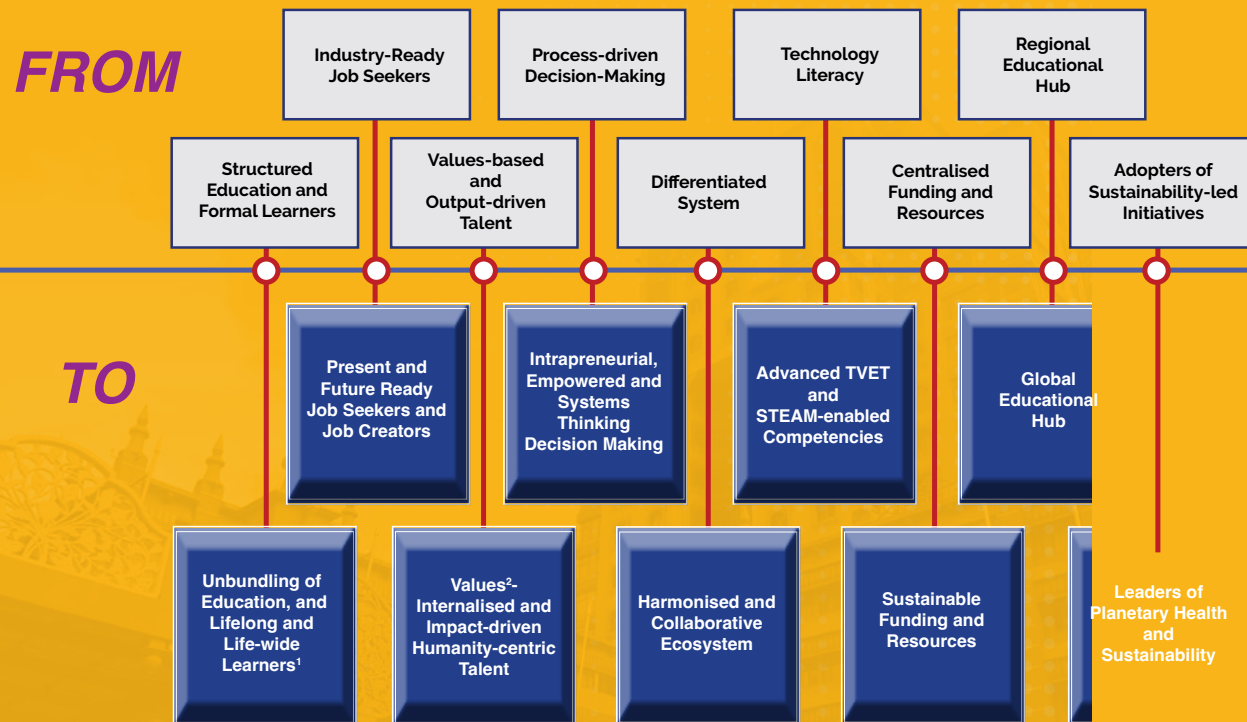 FROM
Industry-Ready
Job Seekers
Process-driven
Decision-Making
Technology
Literacy
Regional
Educational
Hub
Structured
Education and
Formal Learners
Values-based
and
Output-driven
Talent
Differentiated
System
Centralised
Funding and
Resources
Adopters of
Sustainability-led
Initiatives
TO
Present and
Future Ready
Job Seekers and
Job Creators
Intrapreneurial,
Empowered and
Systems
Thinking
Decision Making
Advanced TVET
and
STEAM-enabled
Competencies
Global
Educational
Hub
Unbundling of
Education, and
Lifelong and
Life-wide
Learners¹
Values²-
Internalised and
Impact-driven
Humanity-centric
Talent
Harmonised and
Collaborative
Ecosystem
Sustainable
Funding and
Resources
Leaders of
Planetary Health
and
Sustainability